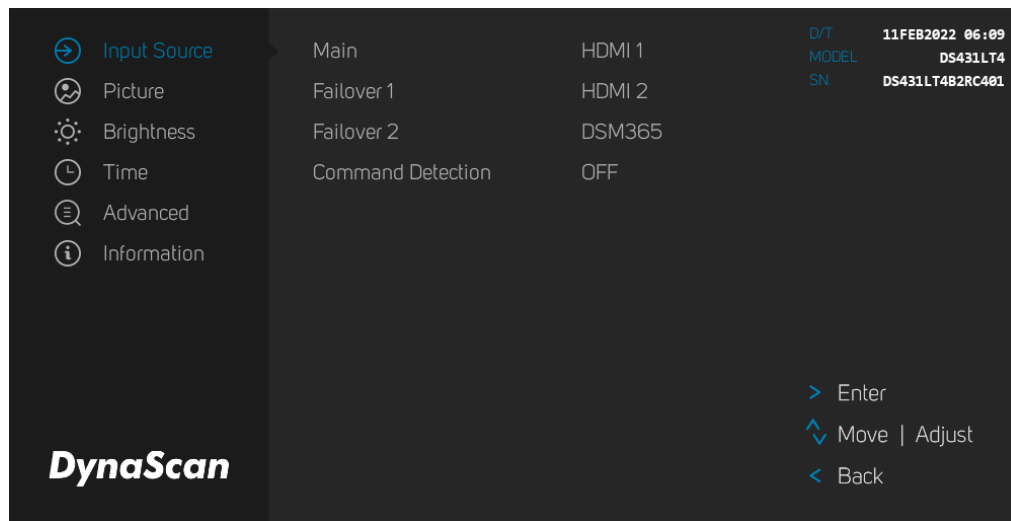 Input Source
Picture
Brightness
Time
Advanced
Information
DynaScan
Main HDMI 1
Failover 1 HDMI 2
Failover 2 DSM365
Command Detection OFF
D/T 11FEB2022 06:09
MODEL DS431LT4
SN DS431LT4B2RC401
> Enter
Move | Adjust
< Back